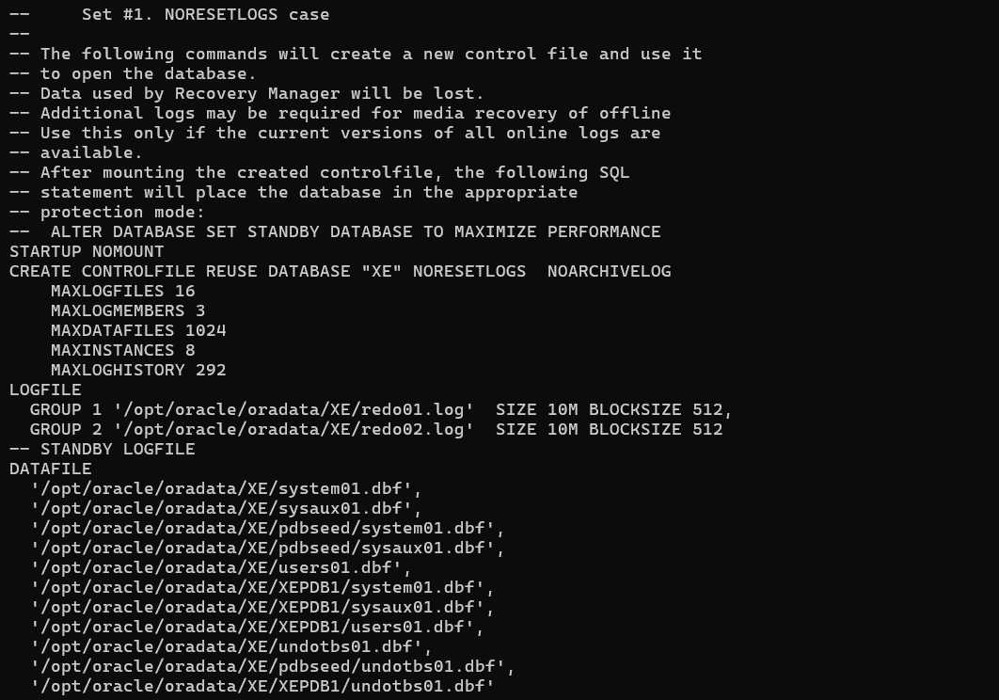 --     Set #1. NORESETLOGS case
--
-- The following commands will create a new control file and use it
-- to open the database.
-- Data used by Recovery Manager will be lost.
-- Additional logs may be required for media recovery of offline
-- Use this only if the current versions of all online logs are
-- available.
-- After mounting the created controlfile, the following SQL
-- statement will place the database in the appropriate
-- protection mode:
--  ALTER DATABASE SET STANDBY DATABASE TO MAXIMIZE PERFORMANCE
STARTUP NOMOUNT
CREATE CONTROLFILE REUSE DATABASE "XE" NORESETLOGS  NOARCHIVELOG
    MAXLOGFILES 16
    MAXLOGMEMBERS 3
    MAXDATAFILES 1024
    MAXINSTANCES 8
    MAXLOGHISTORY 292
LOGFILE
  GROUP 1 '/opt/oracle/oradata/XE/redo01.log'  SIZE 10M BLOCKSIZE 512,
  GROUP 2 '/opt/oracle/oradata/XE/redo02.log'  SIZE 10M BLOCKSIZE 512
-- STANDBY LOGFILE
DATAFILE
  '/opt/oracle/oradata/XE/system01.dbf',
  '/opt/oracle/oradata/XE/sysaux01.dbf',
  '/opt/oracle/oradata/XE/pdbseed/system01.dbf',
  '/opt/oracle/oradata/XE/pdbseed/sysaux01.dbf',
  '/opt/oracle/oradata/XE/users01.dbf',
  '/opt/oracle/oradata/XE/XEPDB1/system01.dbf',
  '/opt/oracle/oradata/XE/XEPDB1/sysaux01.dbf',
  '/opt/oracle/oradata/XE/XEPDB1/users01.dbf',
  '/opt/oracle/oradata/XE/undotbs01.dbf',
  '/opt/oracle/oradata/XE/pdbseed/undotbs01.dbf',
  '/opt/oracle/oradata/XE/XEPDB1/undotbs01.dbf'